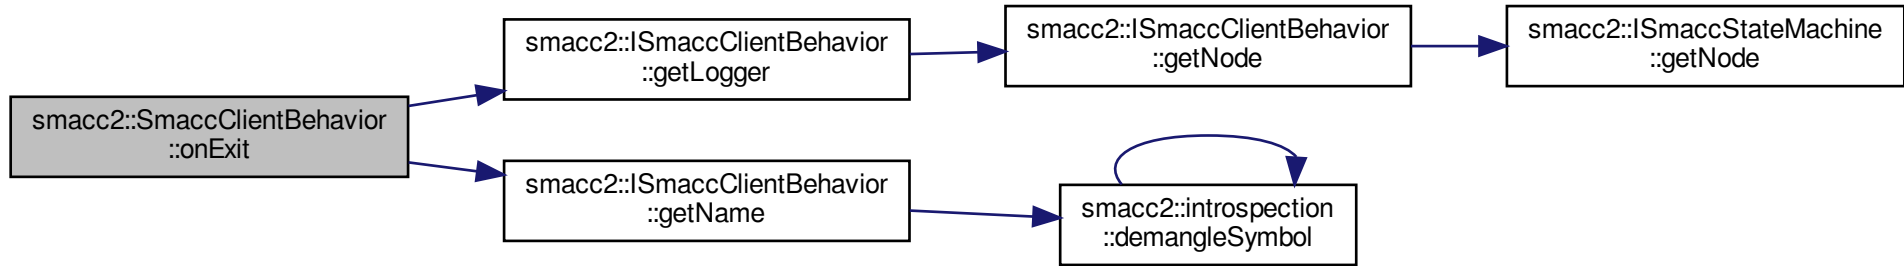 smacc2::SmaccClientBehavior
::onExit
smacc2::ISmaccClientBehavior
::getLogger
smacc2::ISmaccClientBehavior
::getNode
smacc2::ISmaccStateMachine
::getNode
smacc2::ISmaccClientBehavior
::getName
smacc2::introspection
::demangleSymbol